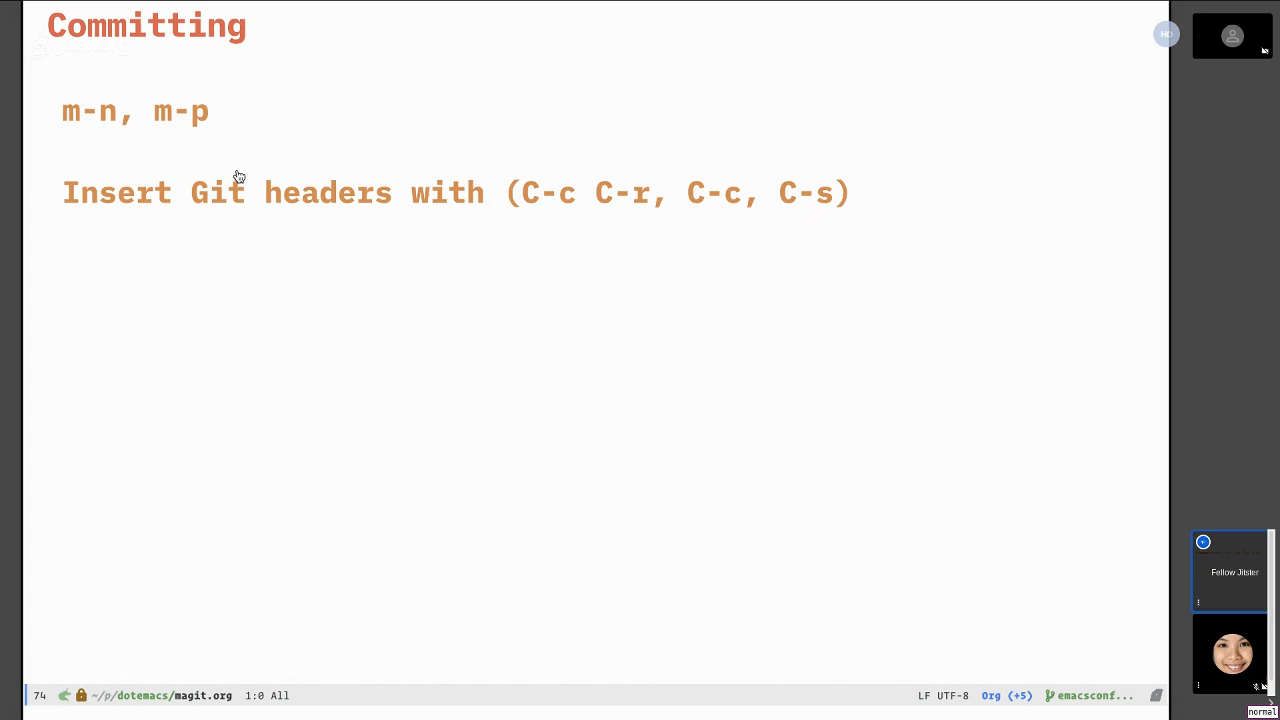 Committing
HD
m-n, m-p
Insert Git headers with (C-c C-r, C-c, C-s)
Fellow Jitster
74 ~/p/dotemacs/magit.org 1:0 All LF UTF-8 Org (+5) emacsconf...
normal